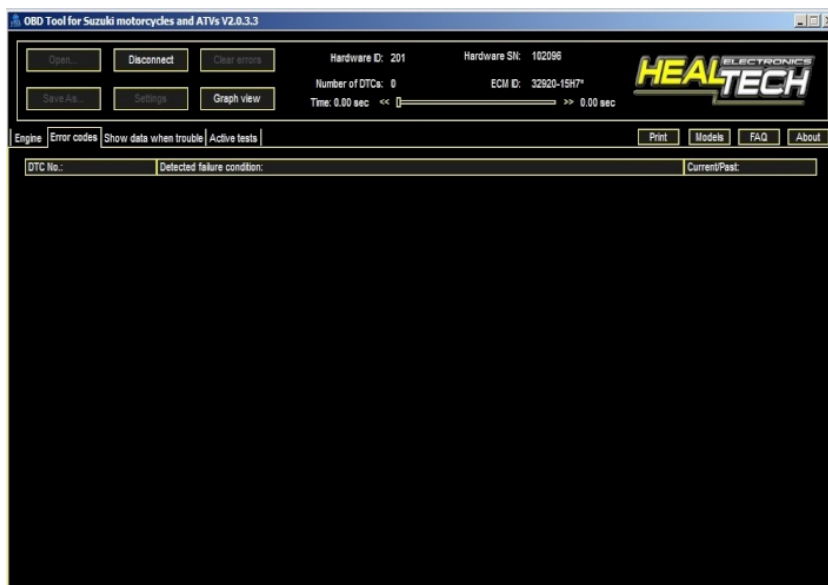 OBD Tool for Suzuki motorcycles and ATVs V2.0.3.3
Open... Disconnect Clear errors Hardware ID: 201 Hardware SN: 102096
Number of DTCs: 0 ECM ID: 32920-15H7*
Save As... Settings Graph view Time: 0.00 sec << >> 0.00 sec
HEALTECH ELECTRONICS
Engine Error codes Show data when trouble Active tests Print Models FAQ About
DTC No.: Detected failure condition: Current/Past: